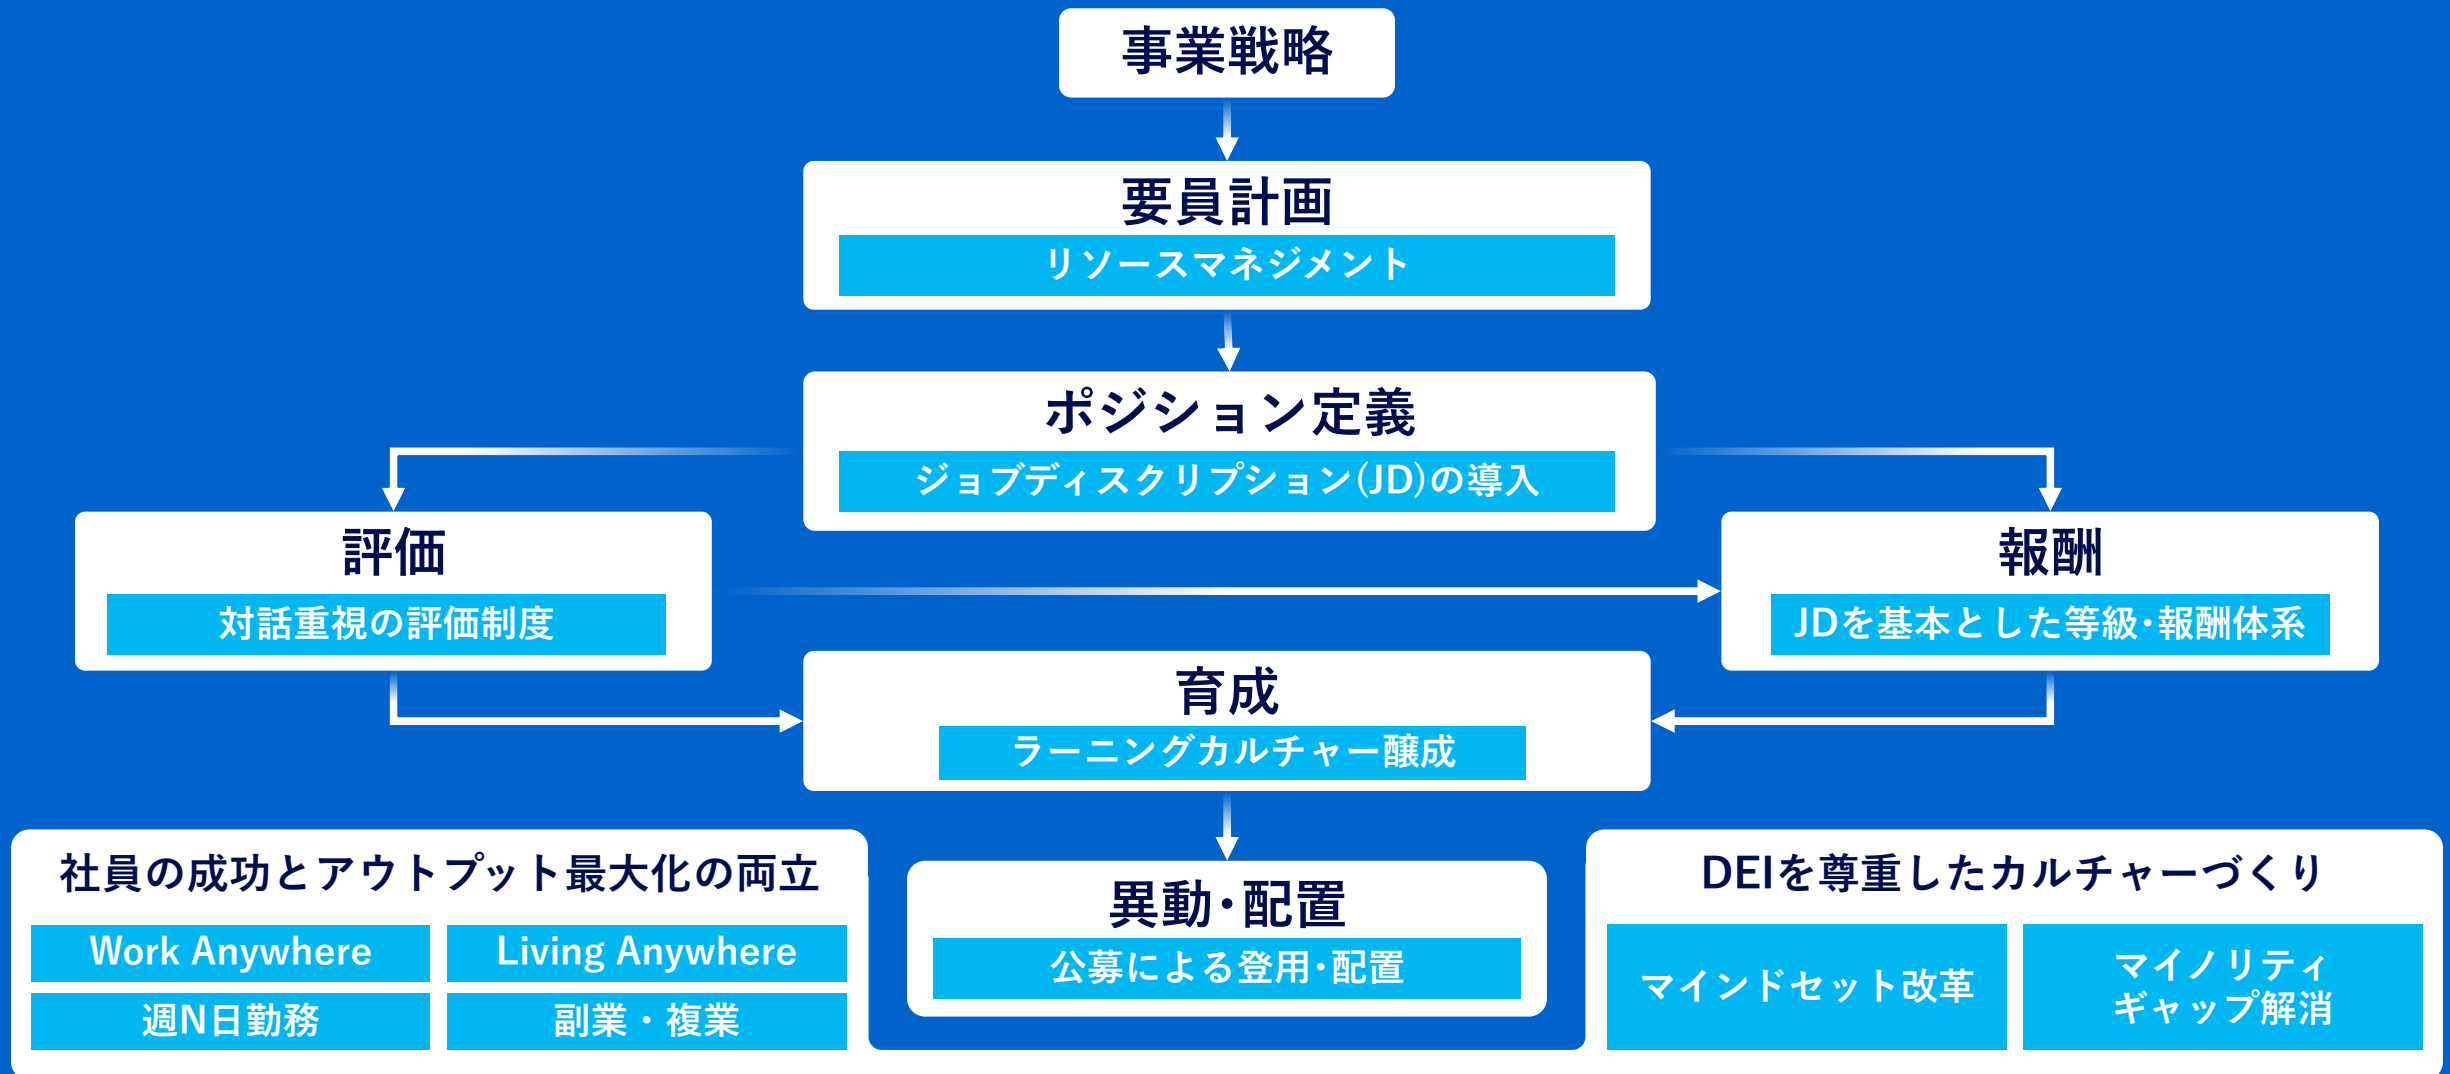 事業戦略
要員計画
リソースマネジメント
ポジション定義
ジョブディスクリプション(JD)の導入
評価
対話重視の評価制度
報酬
JDを基本とした等級･報酬体系
育成
ラーニングカルチャー醸成
異動･配置
公募による登用･配置
社員の成功とアウトプット最大化の両立
Work Anywhere
Living Anywhere
週N日勤務
副業・複業
DEIを尊重したカルチャーづくり
マインドセット改革
マイノリティ
ギャップ解消